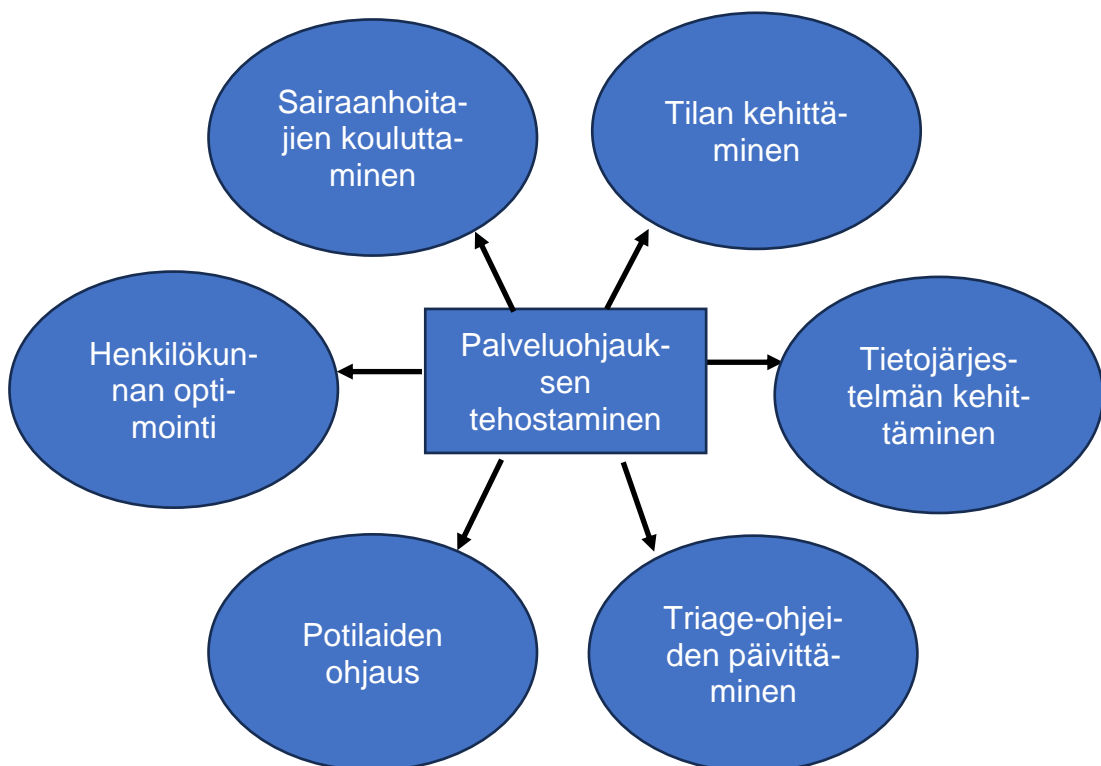 Sairaanhoita-
jien koulutta-
minen
Tilan kehittä-
minen
Henkilökun-
nan opti-
mointi
Palveluohjauk-
sen
tehostaminen
Tietojärjes-
telmän kehit-
täminen
Potilaiden
ohjaus
Triage-ohjei-
den päivittä-
minen